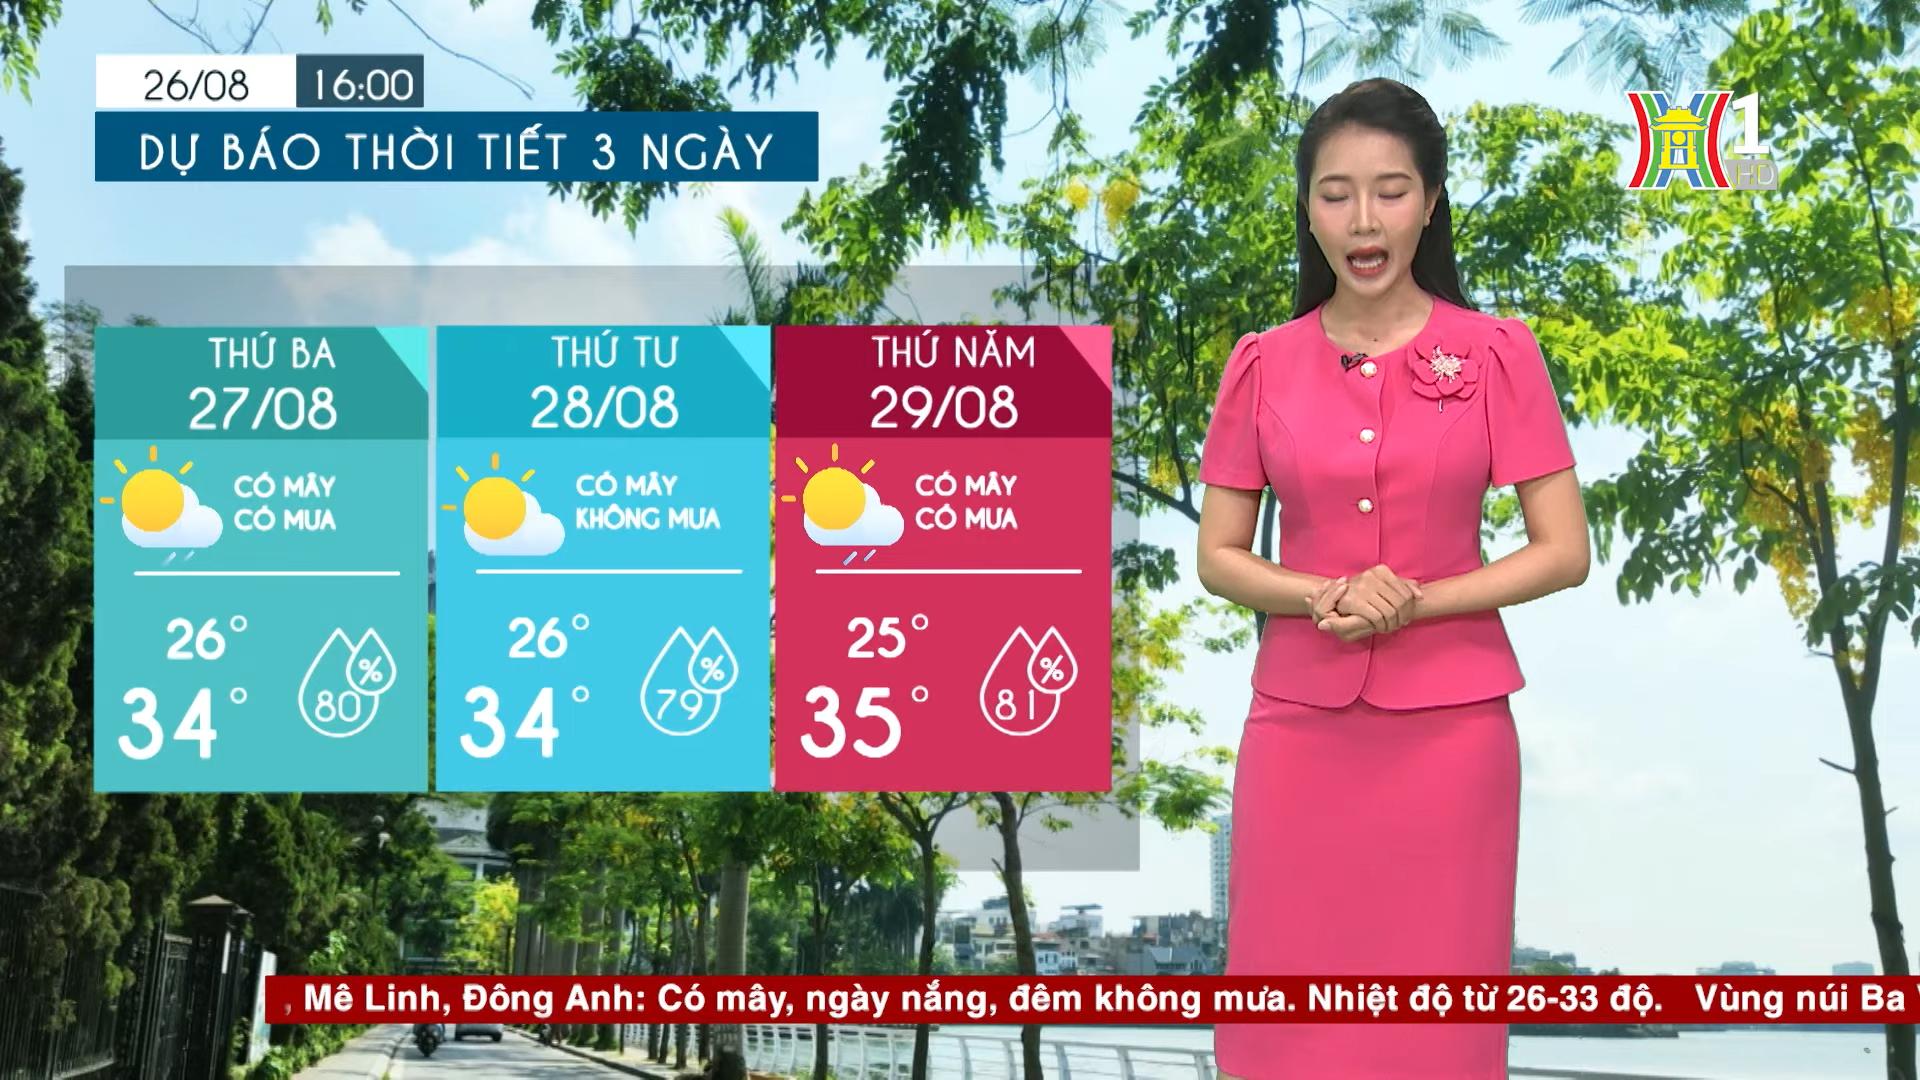 26/08 16:00
DỰ BÁO THỜI TIẾT 3 NGÀY
1
HD
THỨ BA
27/08
CÓ MÂY
CÓ MƯA
26°
34°
%
80
THỨ TƯ
28/08
CÓ MÂY
KHÔNG MƯA
26°
34°
%
79
THỨ NĂM
29/08
CÓ MÂY
CÓ MƯA
25°
35°
%
81
, Mê Linh, Đông Anh: Có mây, ngày nắng, đêm không mưa. Nhiệt độ từ 26-33 độ. Vùng núi Ba